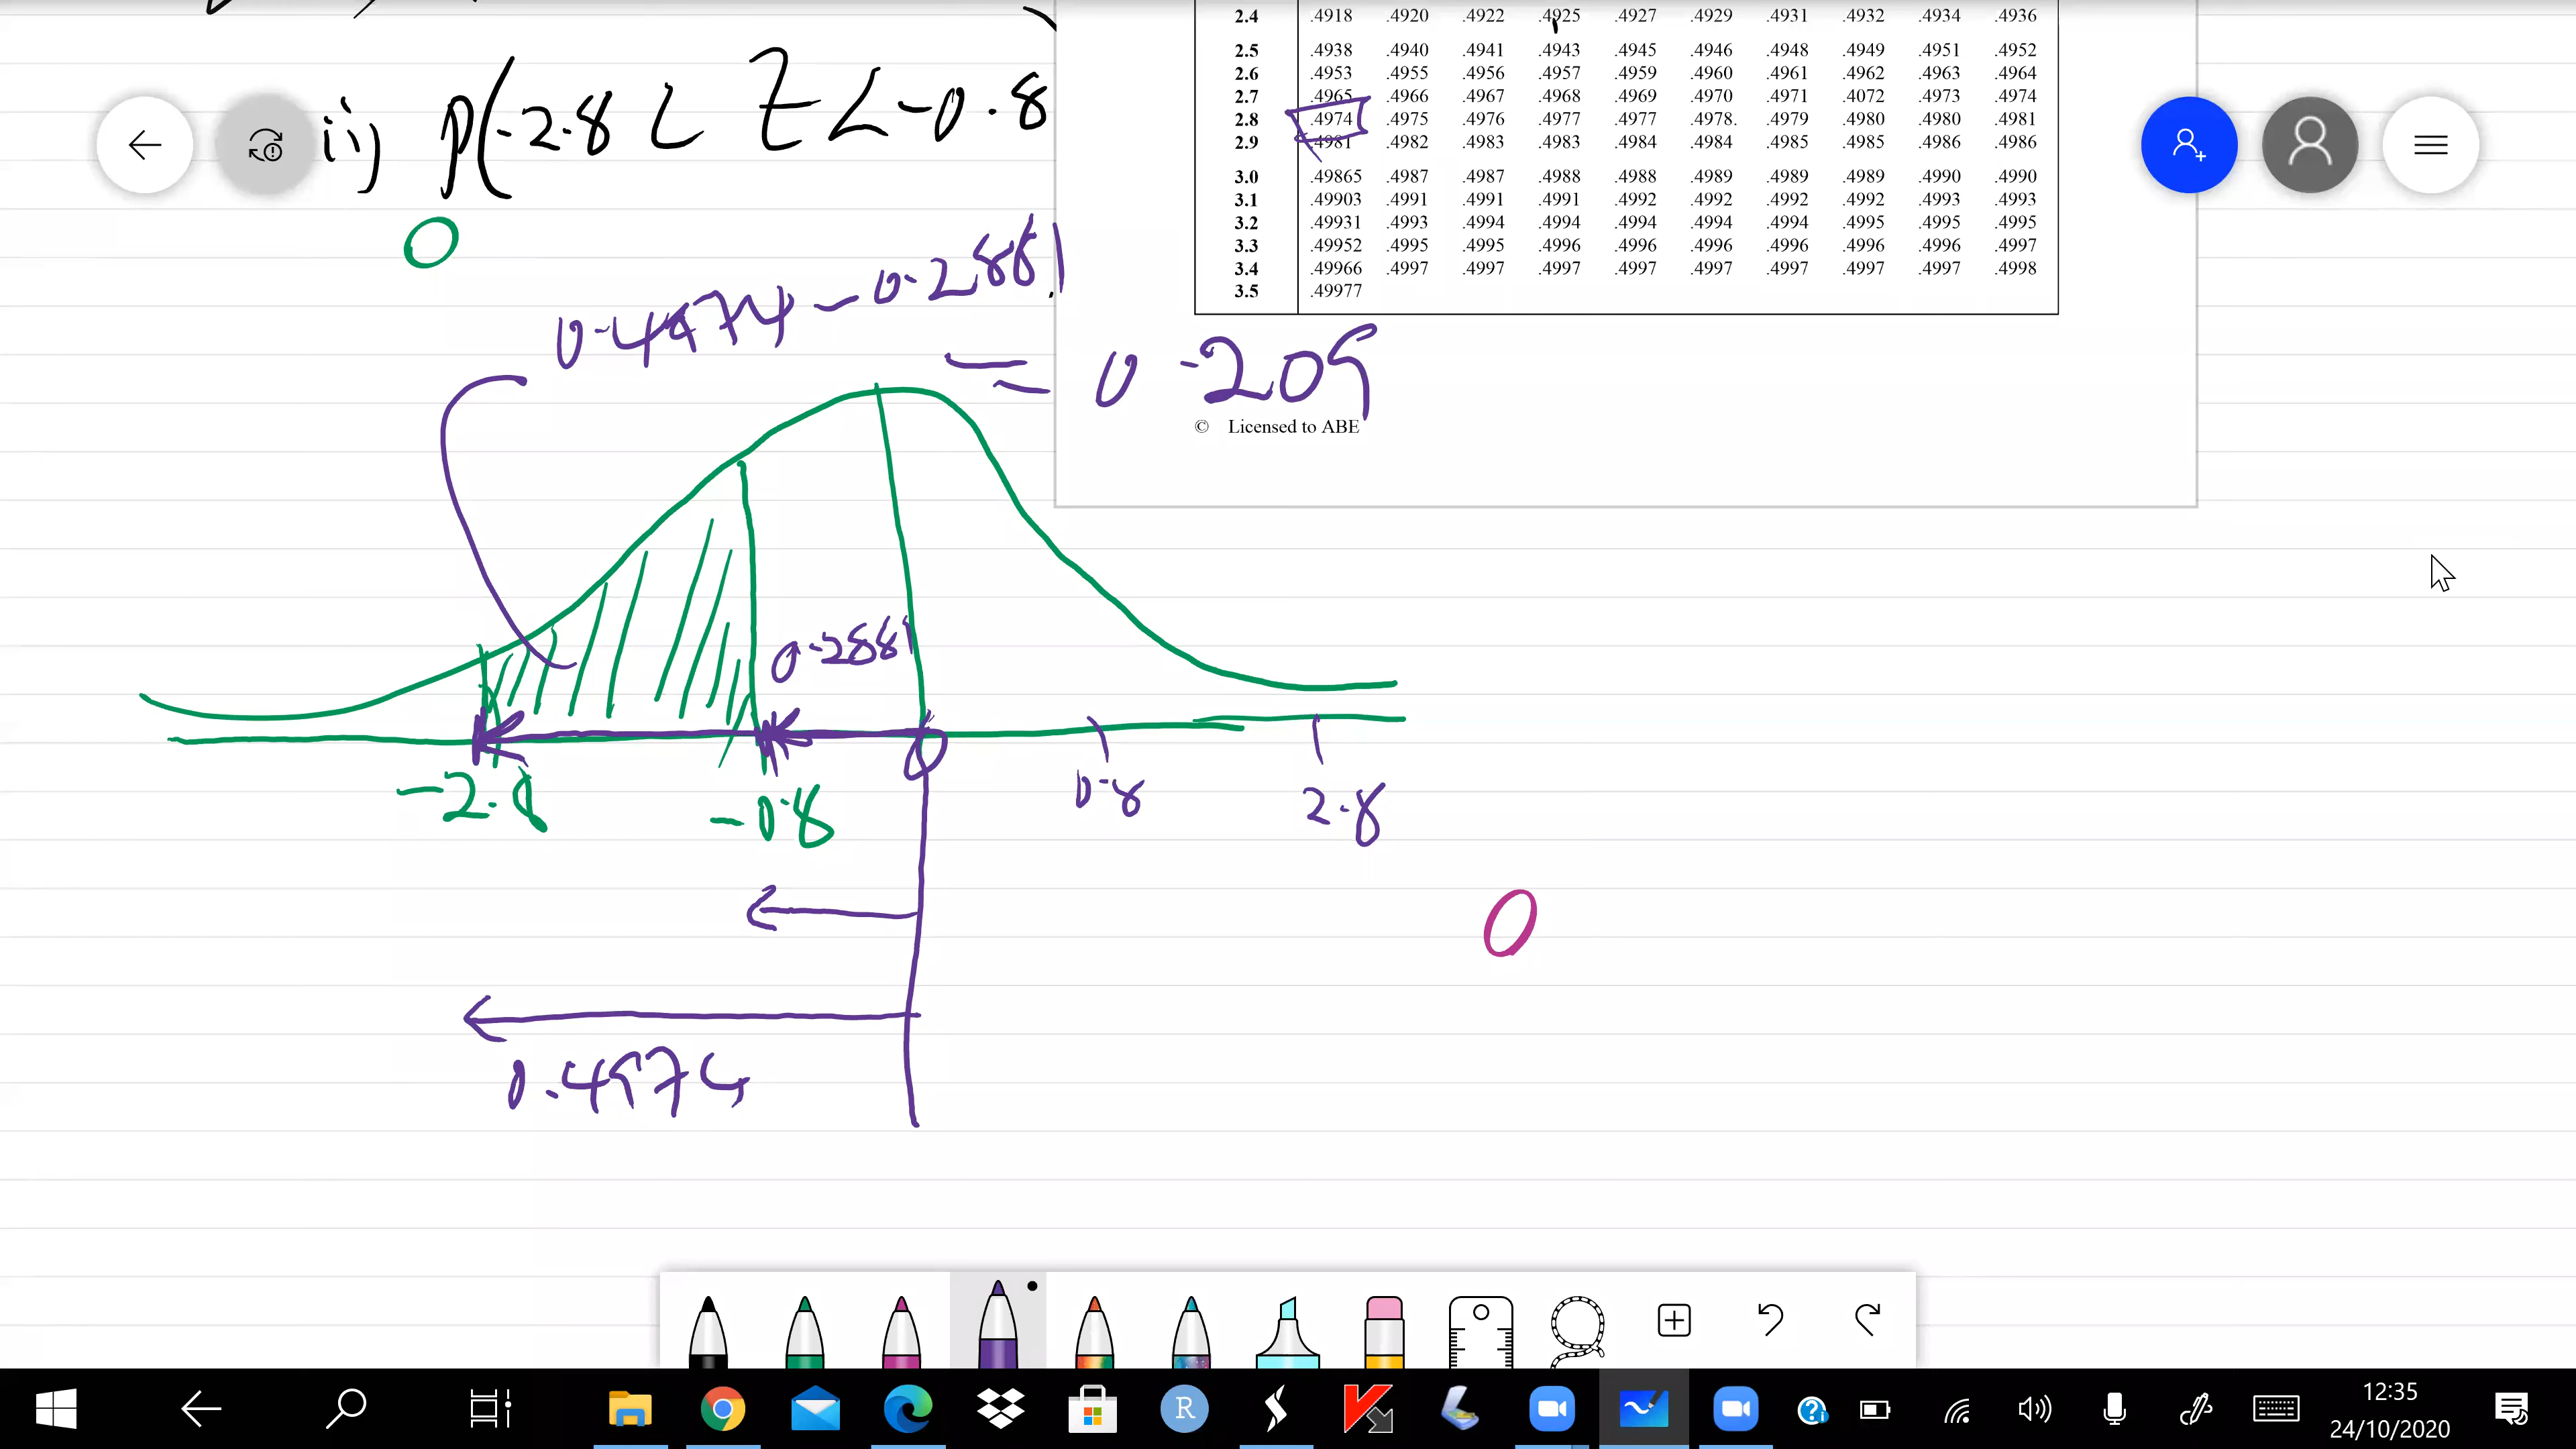 ii) P(-2.8 < Z < -0.8
2.4 .4918 .4920 .4922 .4925 .4927 .4929 .4931 .4932 .4934 .4936
2.5 .4938 .4940 .4941 .4943 .4945 .4946 .4948 .4949 .4951 .4952
2.6 .4953 .4955 .4956 .4957 .4959 .4960 .4961 .4962 .4963 .4964
2.7 .4965 .4966 .4967 .4968 .4969 .4970 .4971 .4072 .4973 .4974
2.8 .4974 .4975 .4976 .4977 .4977 .4978. .4979 .4980 .4980 .4981
2.9 .4981 .4982 .4983 .4983 .4984 .4984 .4985 .4985 .4986 .4986
3.0 .49865 .4987 .4987 .4988 .4988 .4989 .4989 .4989 .4990 .4990
3.1 .49903 .4991 .4991 .4991 .4992 .4992 .4992 .4992 .4993 .4993
3.2 .49931 .4993 .4994 .4994 .4994 .4994 .4994 .4995 .4995 .4995
3.3 .49952 .4995 .4995 .4996 .4996 .4996 .4996 .4996 .4996 .4997
3.4 .49966 .4997 .4997 .4997 .4997 .4997 .4997 .4997 .4997 .4998
3.5 .49977
0.4974 - 0.2881
= 0.209
© Licensed to ABE
0.2881
0
-2.8 -0.8 0.8 2.8
0.4974
0
R
12:35
24/10/2020